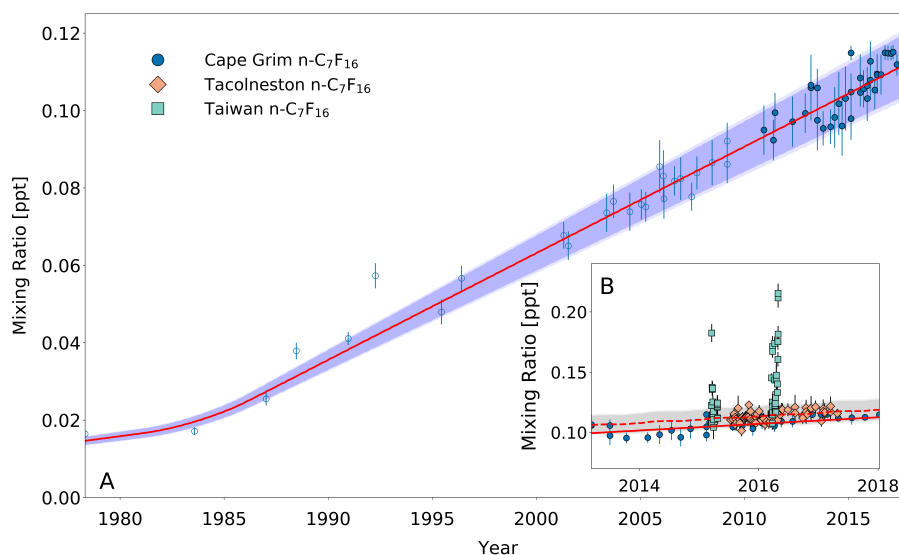 0.12
0.10
0.08
0.06
0.04
0.02
0.00
Mixing Ratio [ppt]
Cape Grim n-C₇F₁₆
Tacolneston n-C₇F₁₆
Taiwan n-C₇F₁₆
A
B
0.20
0.15
0.10
Mixing Ratio [ppt]
2014 2016 2018
1980 1985 1990 1995 2000 2005 2010 2015
Year